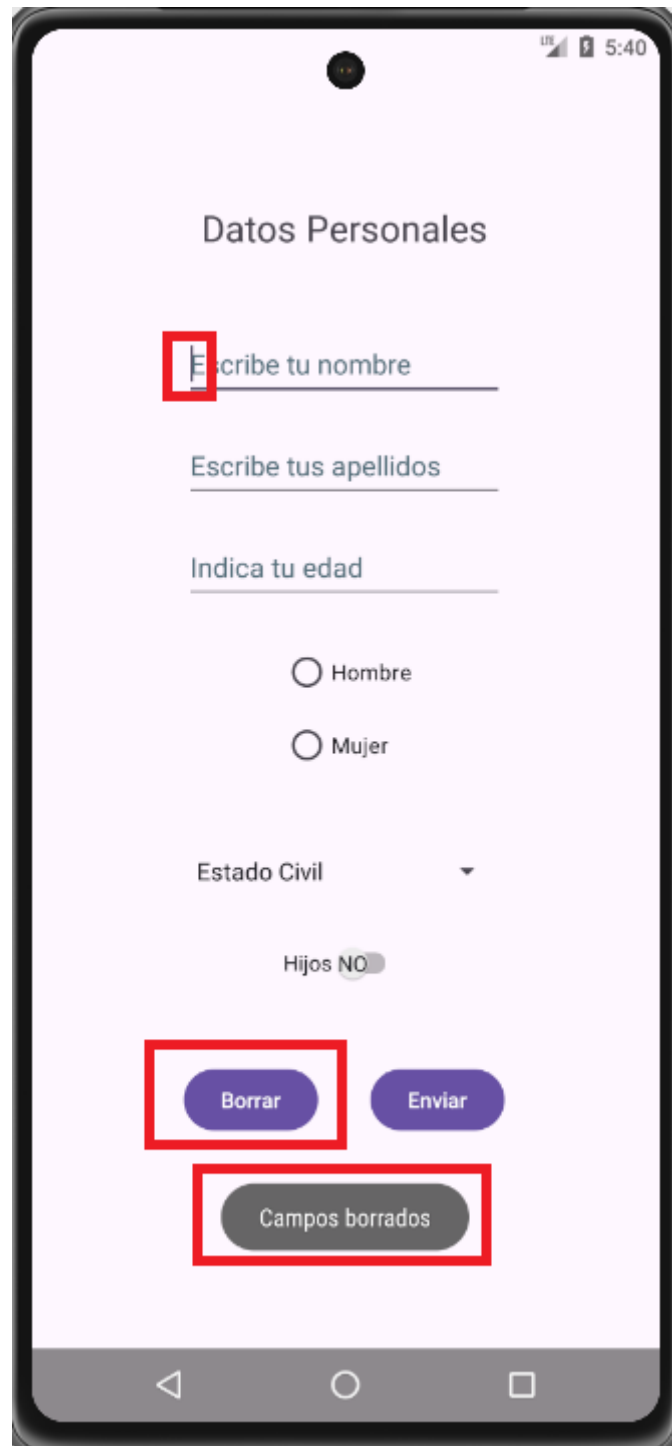 LTE 5:40
Datos Personales
Escribe tu nombre
Escribe tus apellidos
Indica tu edad
Hombre
Mujer
Estado Civil
Hijos NO
Borrar Enviar
Campos borrados